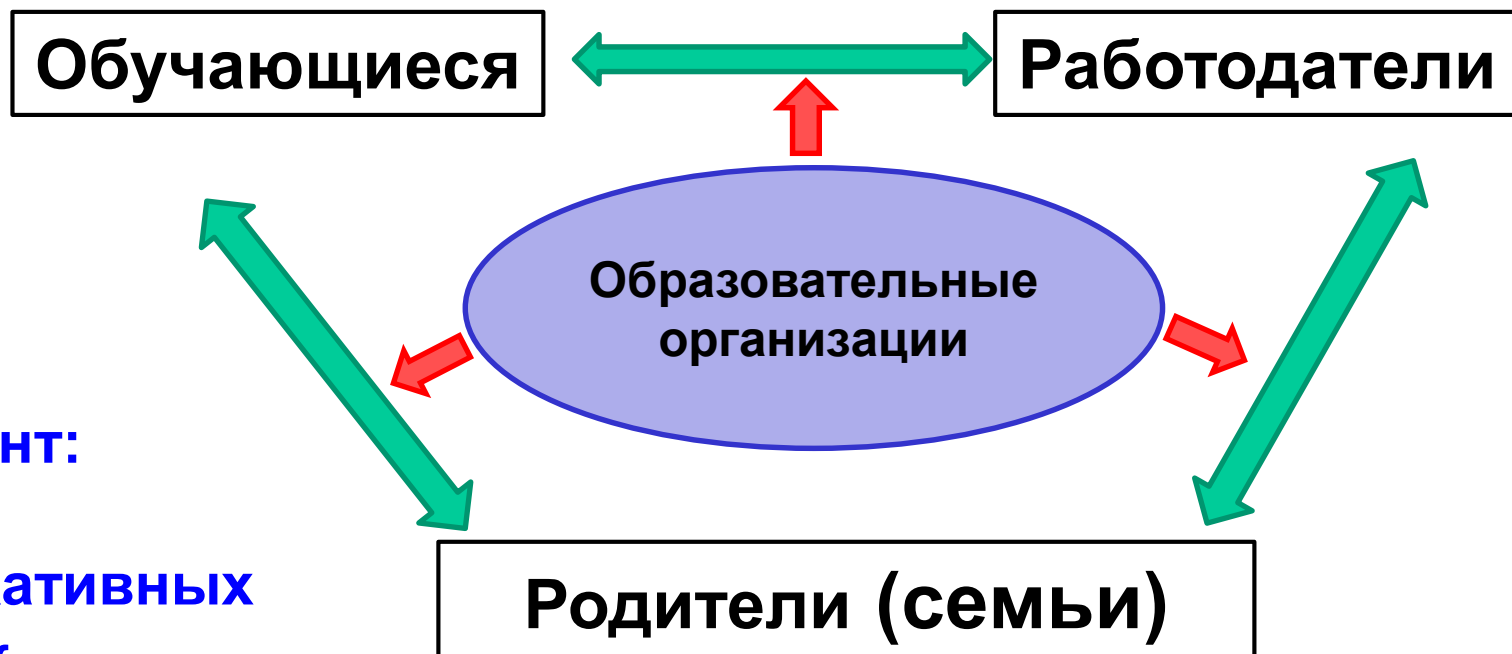 Обучающиеся
Работодатели
Образовательные
организации
нт:
ативных
Родители (семьи)